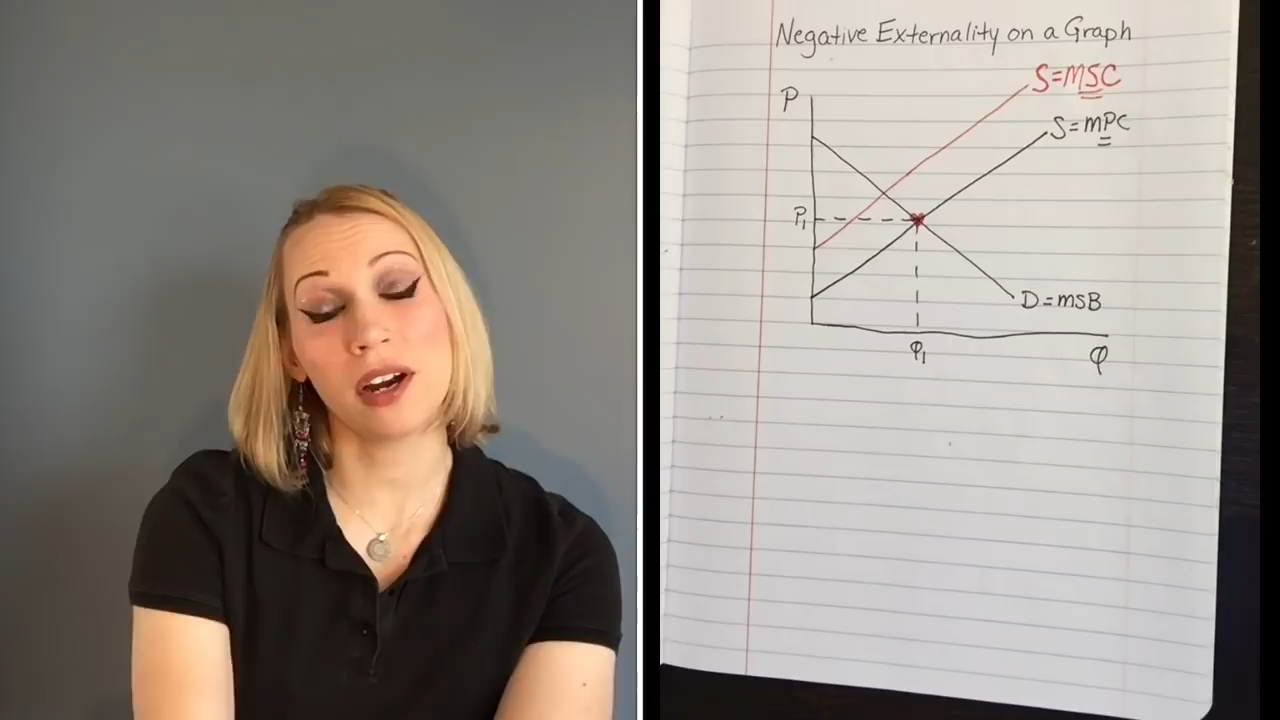 Negative Externality on a Graph
S=MSC
P
S=MPC
P₁
D=MSB
Q₁
Q